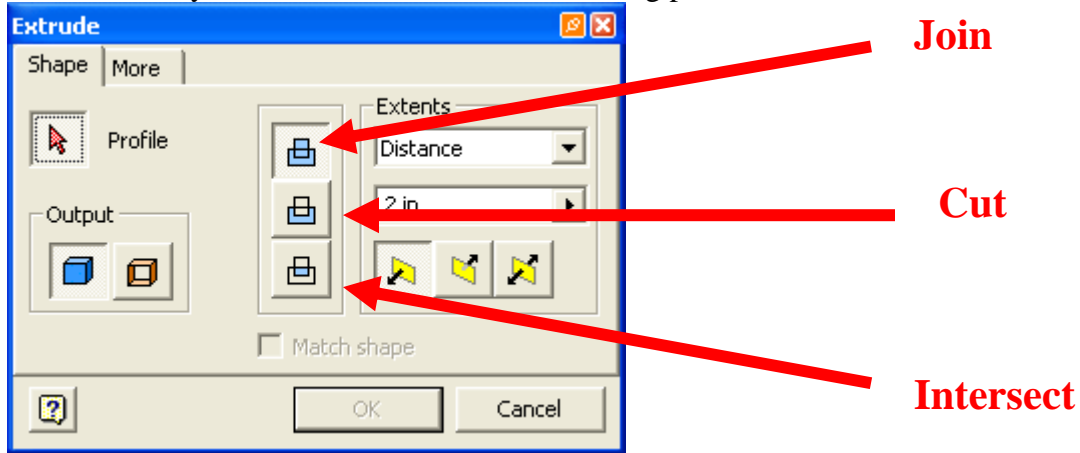 Extrude
Join
Shape
More
Extents
Profile
Distance
Cut
2 in
Output
Match shape
Intersect
OK
Cancel